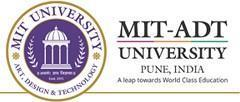 MIT UNIVERSITY
ART, DESIGN & TECHNOLOGY
MIT-ADT
UNIVERSITY
PUNE, INDIA
A leap towards World Class Education